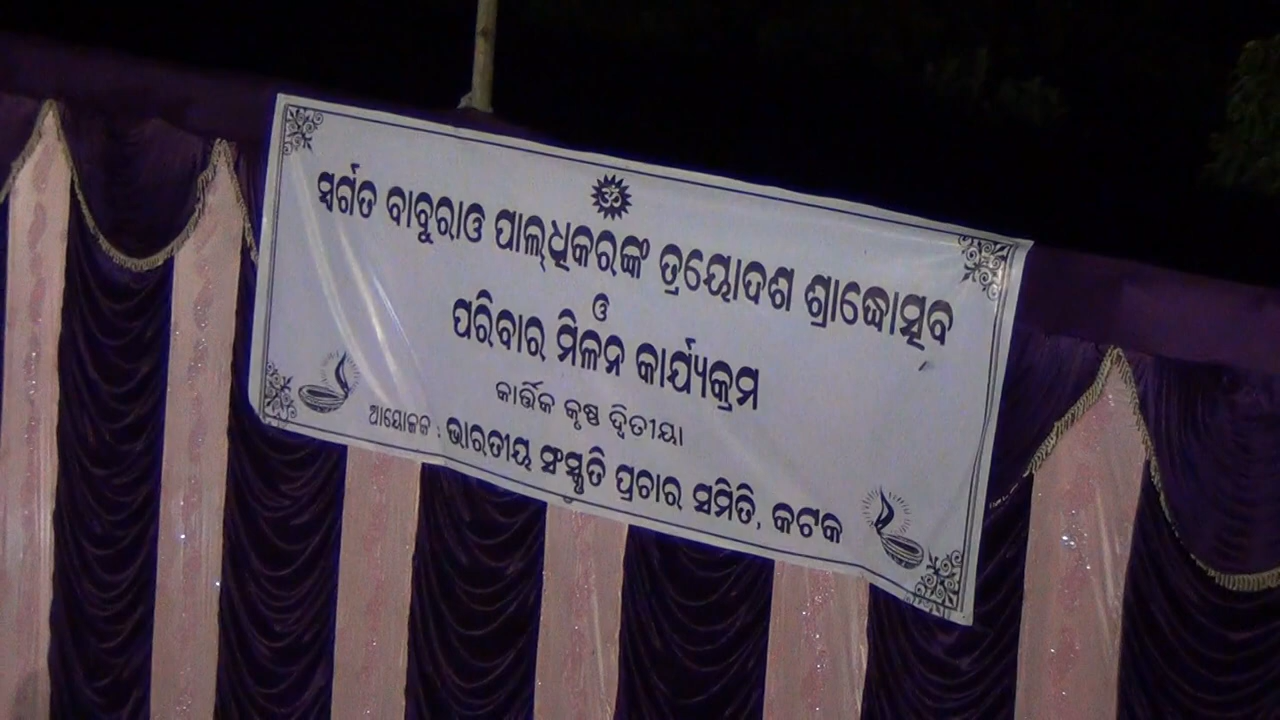 ॐ
ସ୍ୱର୍ଗତ ବାବୁରାଓ ପାଲ୍‌ଧିକରଙ୍କ ତ୍ରୟୋଦଶ ଶ୍ରାଦ୍ଧୋତ୍ସବ
ଓ
ପରିବାର ମିଳନ କାର୍ଯ୍ୟକ୍ରମ
କାର୍ତ୍ତିକ କୃଷ୍ଣ ଦ୍ୱିତୀୟା
ଆୟୋଜକ : ଭାରତୀୟ ସଂସ୍କୃତି ପ୍ରଚାର ସମିତି, କଟକ